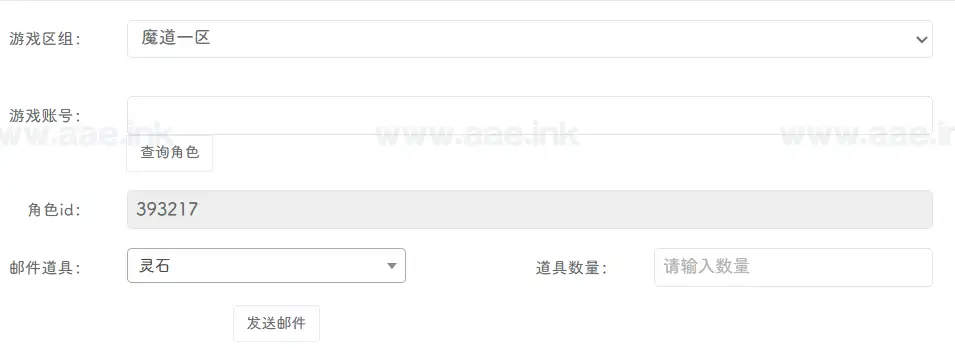 游戏区组： 魔道一区
游戏账号：
www.aae.ink www.aae.ink www.aae.in
查询角色
角色id： 393217
邮件道具： 灵石 道具数量： 请输入数量
发送邮件